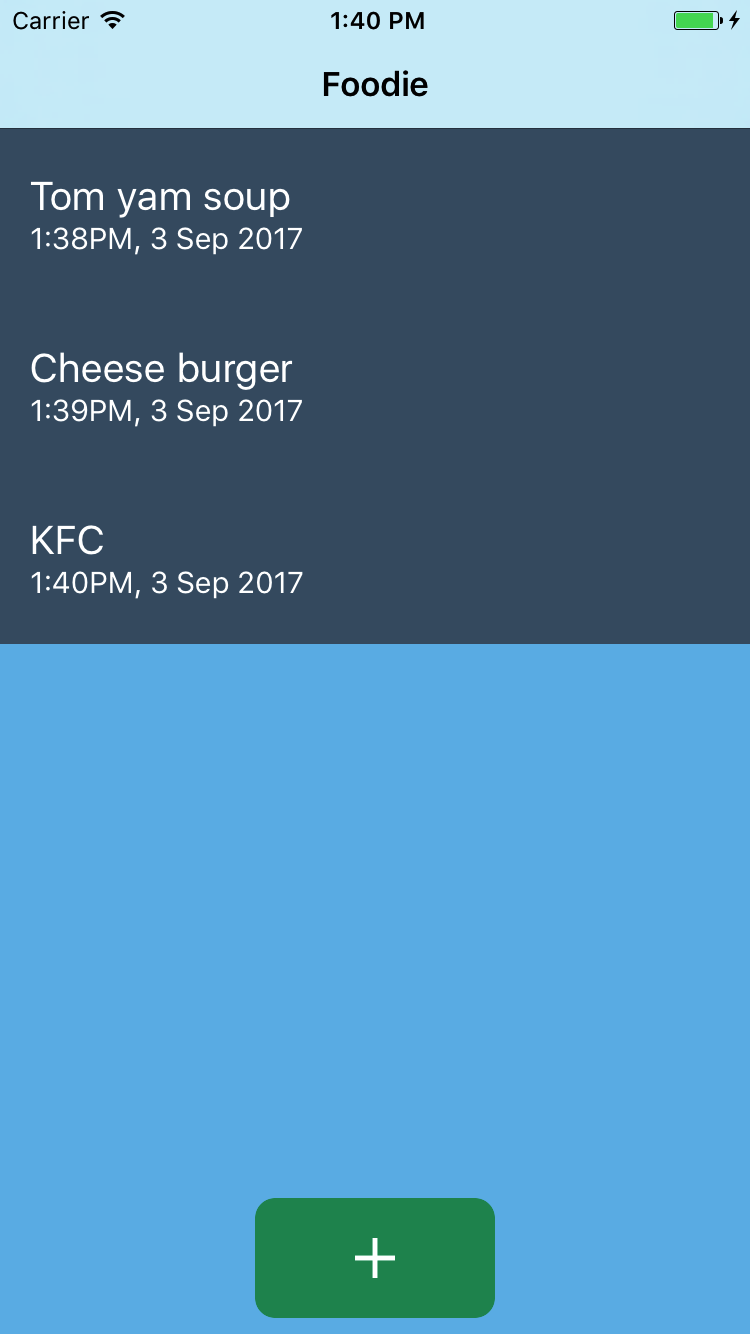 Carrier 1:40 PM
Foodie
Tom yam soup
1:38PM, 3 Sep 2017
Cheese burger
1:39PM, 3 Sep 2017
KFC
1:40PM, 3 Sep 2017
+